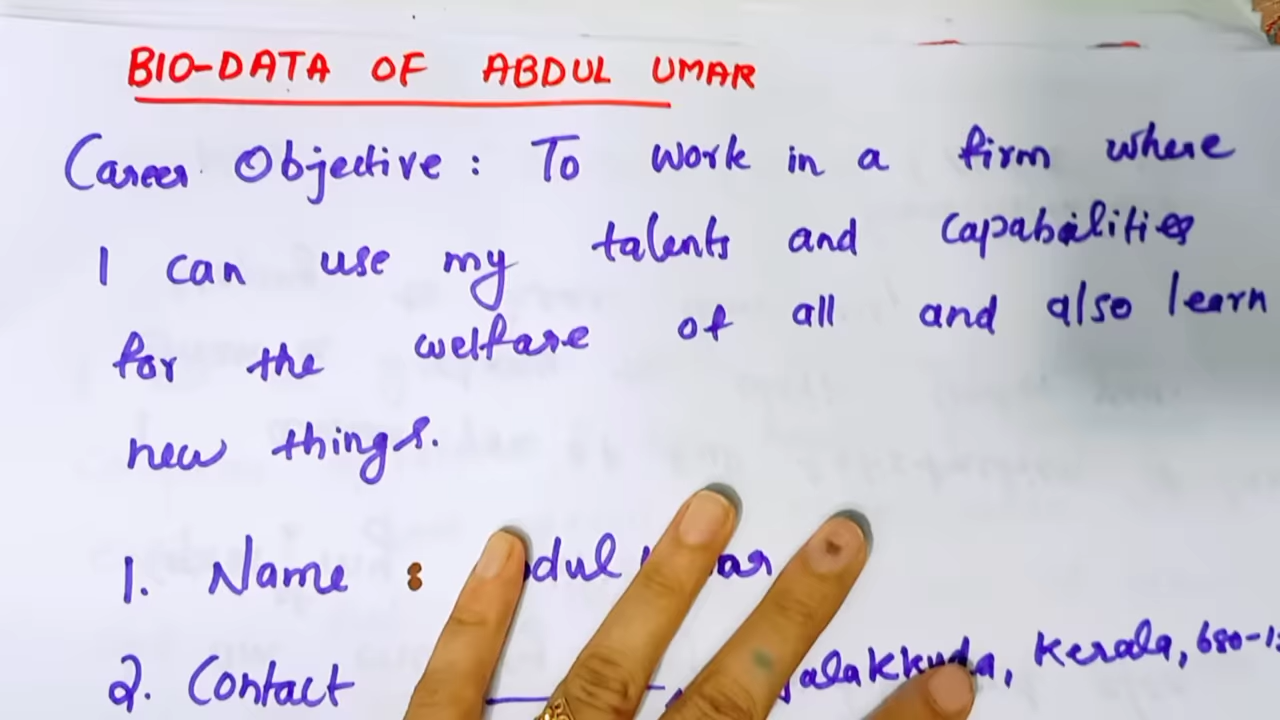 BIO-DATA OF ABDUL UMAR
Career Objective : To work in a firm where
I can use my talents and capabilities
for the welfare of all and also learn
new things.
1. Name :
2. Contact Kerala,